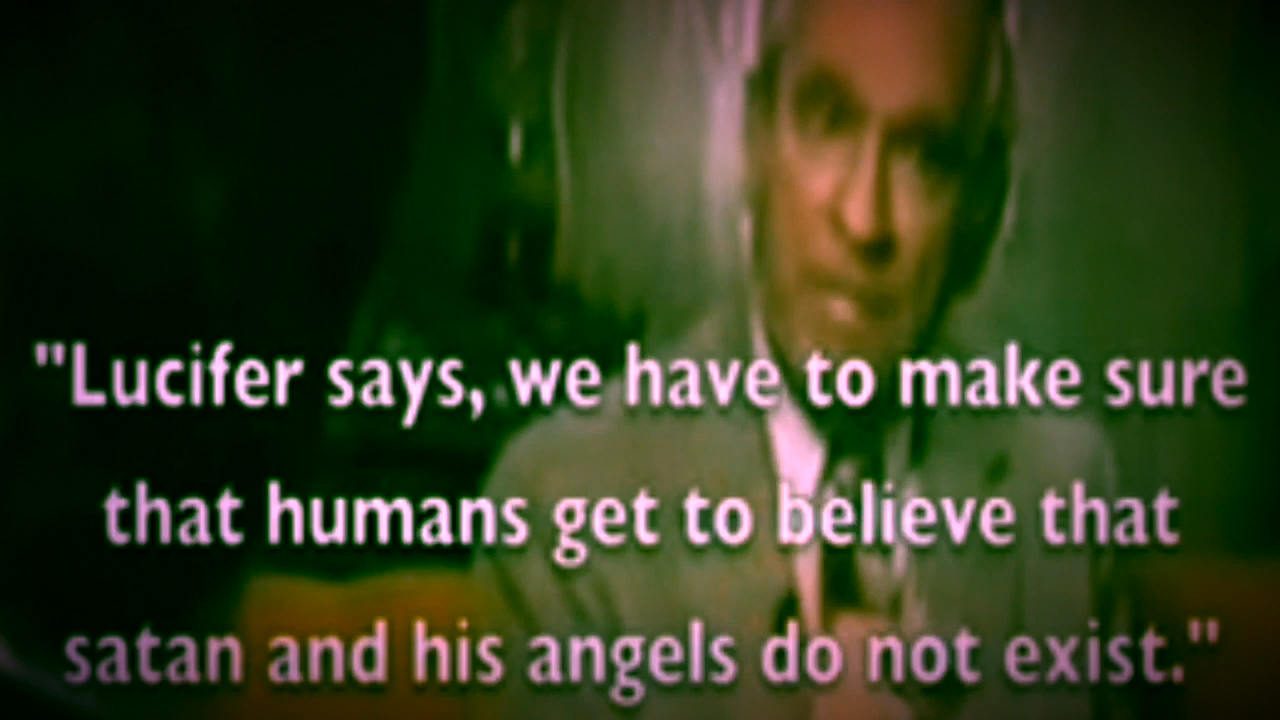 "Lucifer says, we have to make sure
that humans get to believe that
satan and his angels do not exist."